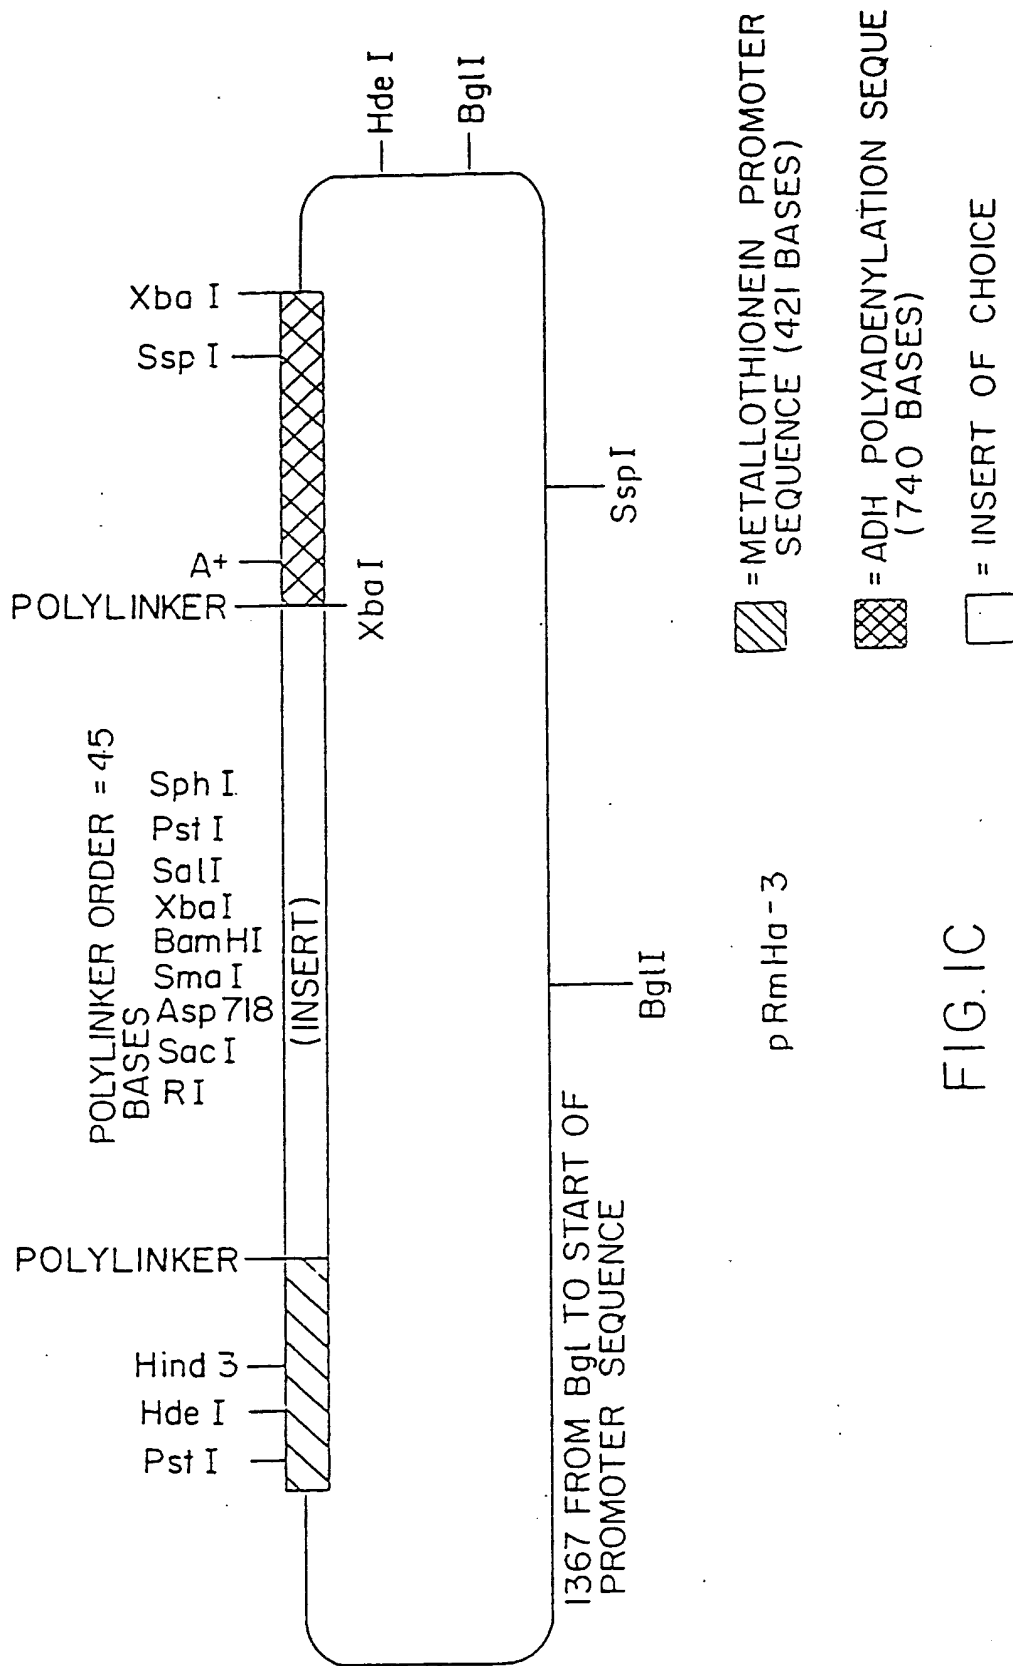 POLYLINKER ORDER = 45
BASES
RI
Sac I
Asp 718
Sma I
BamHI
XbaI
SalI
Pst I
Sph I
Pst I
Hde I
Hind 3
POLYLINKER
(INSERT)
POLYLINKER
A+
Ssp I
Xba I
Xba I
Hde I
BglI
SspI
BglI
1367 FROM Bgl TO START OF
PROMOTER SEQUENCE
pRmHa-3
= METALLOTHIONEIN PROMOTER
SEQUENCE (421 BASES)
= ADH POLYADENYLATION SEQUE
(740 BASES)
= INSERT OF CHOICE
FIG. 1C